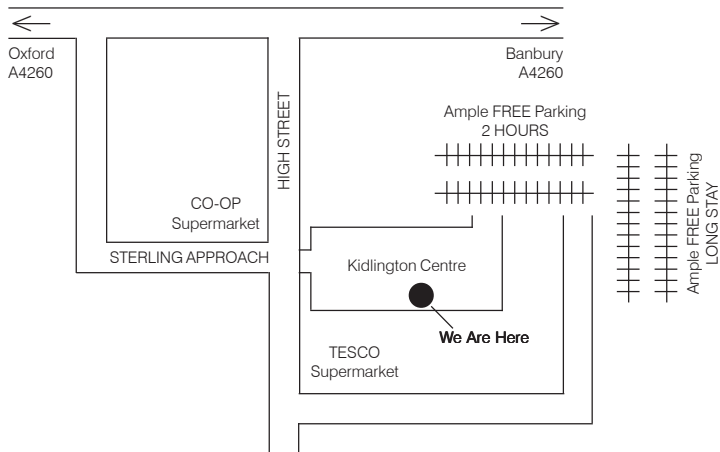 Oxford
A4260
Banbury
A4260
HIGH STREET
Ample FREE Parking
2 HOURS
Ample FREE Parking
LONG STAY
CO-OP
Supermarket
STERLING APPROACH
Kidlington Centre
We Are Here
TESCO
Supermarket